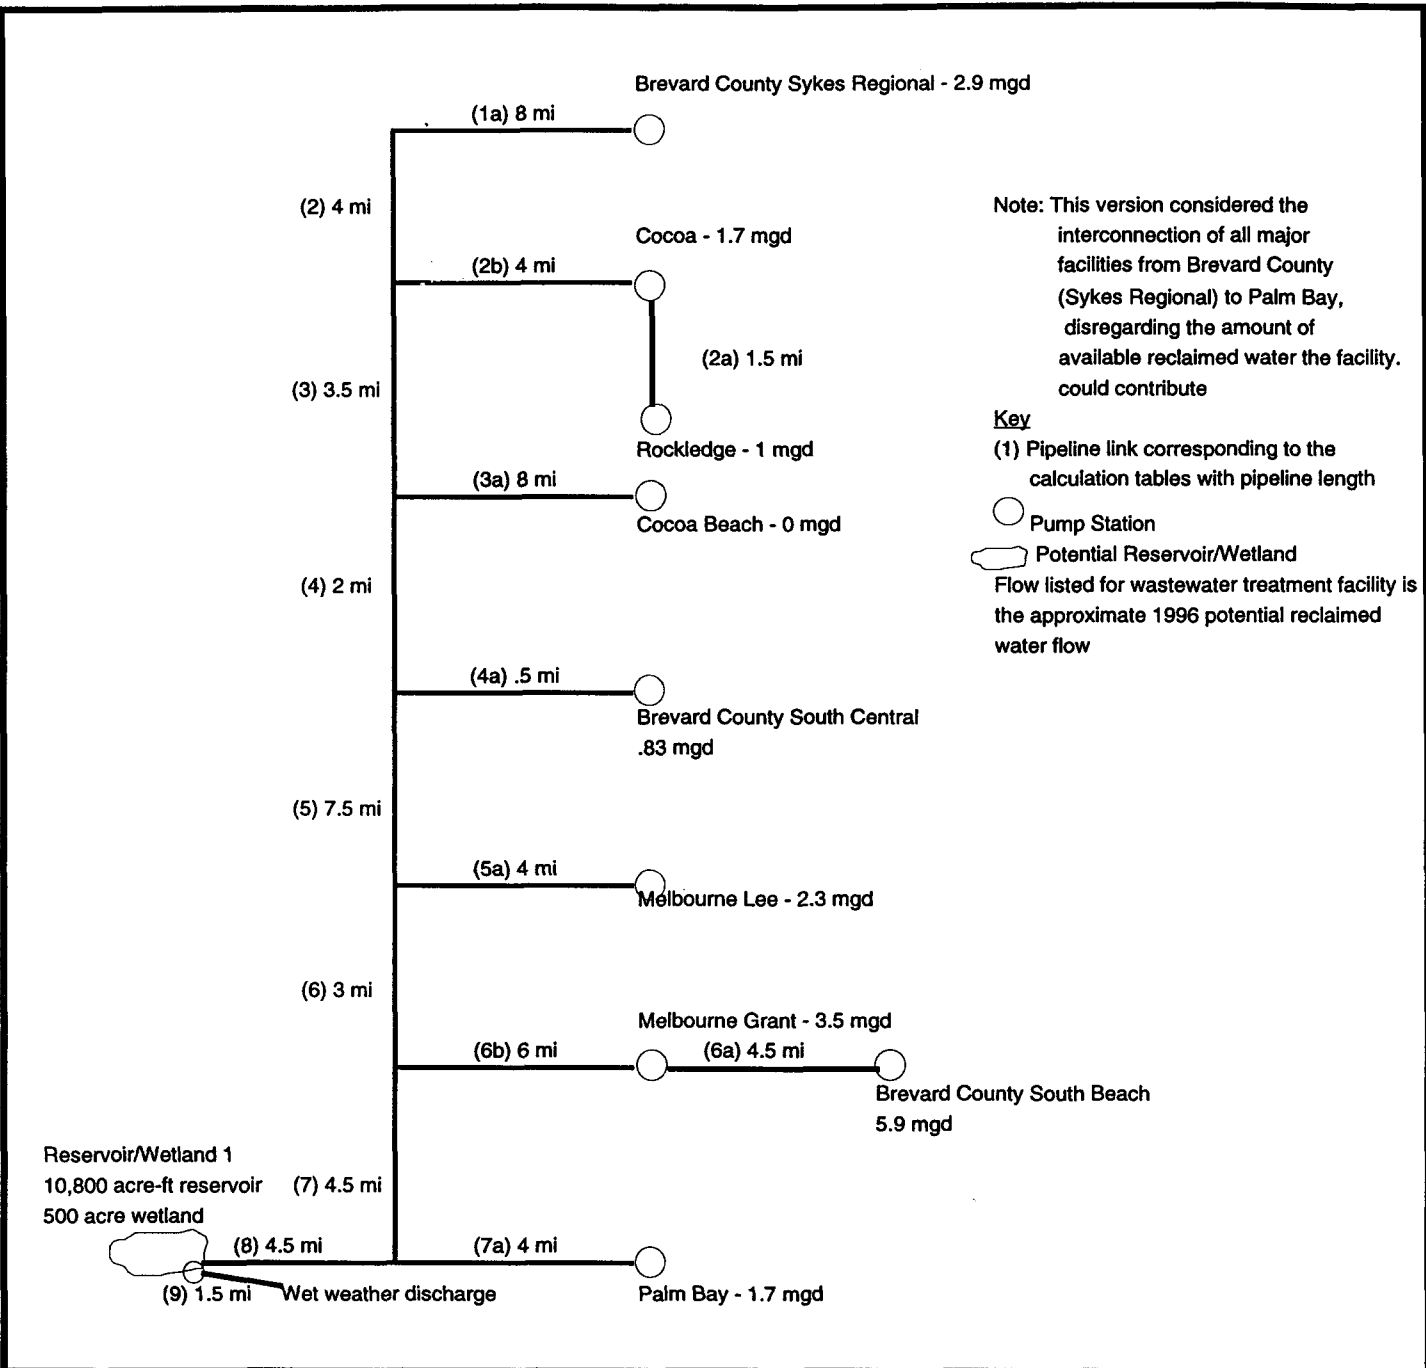 Brevard County Sykes Regional - 2.9 mgd
(1a) 8 mi
(2) 4 mi
Cocoa - 1.7 mgd
(2b) 4 mi
(2a) 1.5 mi
(3) 3.5 mi
Rockledge - 1 mgd
(3a) 8 mi
Cocoa Beach - 0 mgd
(4) 2 mi
(4a) .5 mi
Brevard County South Central
.83 mgd
(5) 7.5 mi
(5a) 4 mi
Melbourne Lee - 2.3 mgd
(6) 3 mi
Melbourne Grant - 3.5 mgd
(6b) 6 mi
(6a) 4.5 mi
Brevard County South Beach
5.9 mgd
Reservoir/Wetland 1
10,800 acre-ft reservoir
500 acre wetland
(7) 4.5 mi
(8) 4.5 mi
(7a) 4 mi
(9) 1.5 mi
Wet weather discharge
Palm Bay - 1.7 mgd
Note: This version considered the
interconnection of all major
facilities from Brevard County
(Sykes Regional) to Palm Bay,
disregarding the amount of
available reclaimed water the facility.
could contribute
Key
(1) Pipeline link corresponding to the
calculation tables with pipeline length
Pump Station
Potential Reservoir/Wetland
Flow listed for wastewater treatment facility is
the approximate 1996 potential reclaimed
water flow